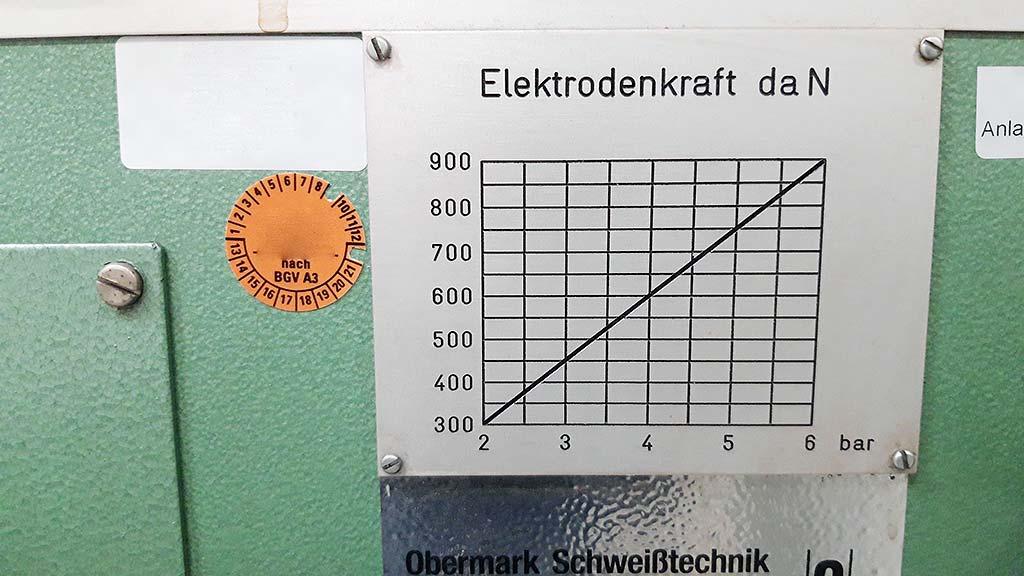 Elektrodenkraft daN
Anla
900
800
700
600
500
400
300
2 3 4 5 6 bar
1 2 3 4 5 6 7 8 10 11 12
13 14 15 16 17 18 19 20 21
nach
BGV A3
Obermark Schweißtechnik